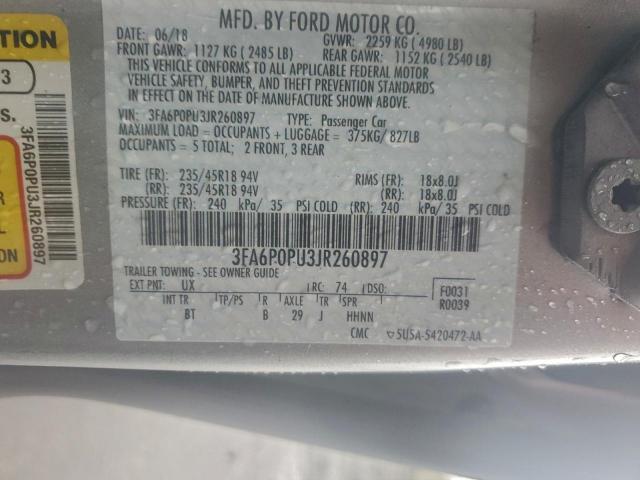 MFD. BY FORD MOTOR CO.
06/18 GVWR: 2259 KG ( 4980 LB)
FRONT GAWR: 1127 KG ( 2485 LB) REAR GAWR: 1152 KG ( 2540 LB)
THIS VEHICLE CONFORMS TO ALL APPLICABLE FEDERAL MOTOR
VEHICLE SAFETY, BUMPER, AND THEFT PREVENTION STANDARDS
IN EFFECT ON THE DATE OF MANUFACTURE SHOWN ABOVE.
VIN: 3FA6P0PU3JR260897 TYPE: Passenger Car
MAXIMUM LOAD = OCCUPANTS + LUGGAGE = 375KG/ 827LB
OCCUPANTS = 5 TOTAL; 2 FRONT, 3 REAR
TIRE (FR): 235/45R18 94V RIMS (FR): 18x8.0J
(RR): 235/45R18 94V (RR): 18x8.0J
PRESSURE (FR): 240 kPa/ 35 PSI COLD (RR): 240 kPa/ 35 PSI COLD
3FA6P0PU3JR260897
TRAILER TOWING - SEE OWNER GUIDE
EXT PNT: UX RC: 74 DSO: F0031
INT TR TP/PS R AXLE TR SPR R0039
BT B 29 J HHNN
CMC 5U5A-5420472-AA
TION
3
S.
R
AL
ON
3FA6P0PU3JR260897